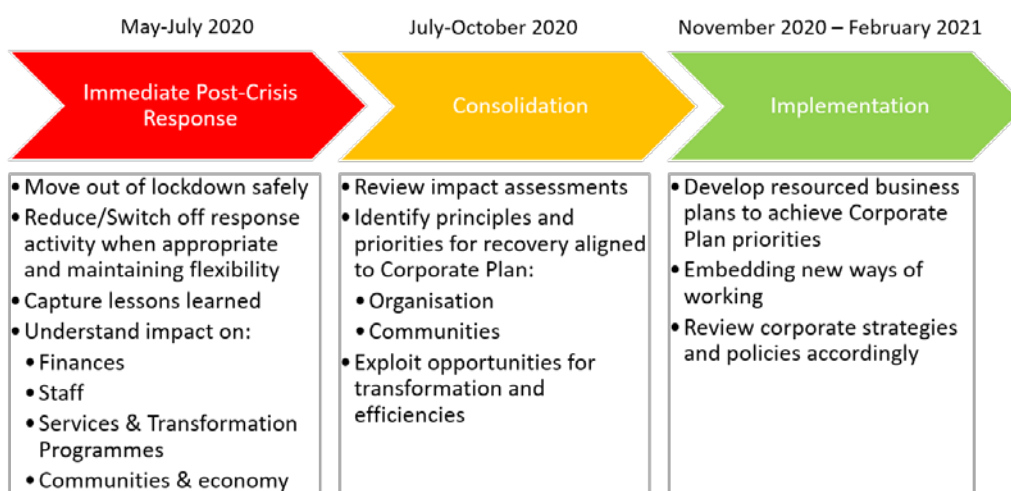 May-July 2020
July-October 2020
November 2020 – February 2021
Immediate Post-Crisis
Response
Consolidation
Implementation
• Move out of lockdown safely
• Reduce/Switch off response
activity when appropriate
and maintaining flexibility
• Capture lessons learned
• Understand impact on:
• Finances
• Staff
• Services & Transformation
Programmes
• Communities & economy
• Review impact assessments
• Identify principles and
priorities for recovery aligned
to Corporate Plan:
• Organisation
• Communities
• Exploit opportunities for
transformation and
efficiencies
• Develop resourced business
plans to achieve Corporate
Plan priorities
• Embedding new ways of
working
• Review corporate strategies
and policies accordingly